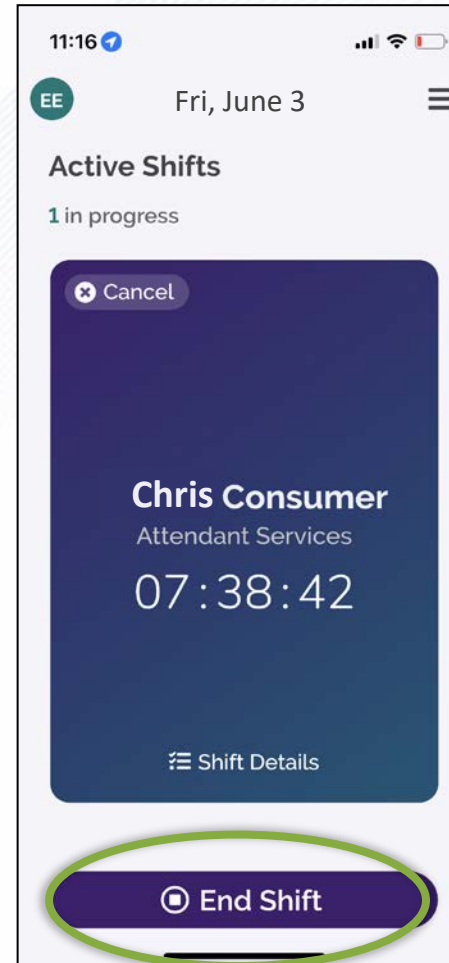 11:16
EE
Fri, June 3
Active Shifts
1 in progress
Cancel
Chris Consumer
Attendant Services
07:38:42
Shift Details
End Shift